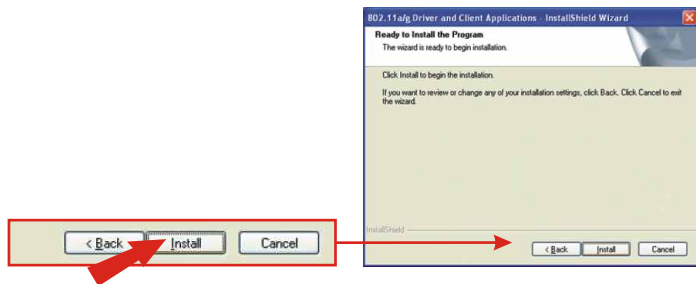 802.11a/g Driver and Client Applications - InstallShield Wizard
Ready to Install the Program
The wizard is ready to begin installation.
Click Install to begin the installation.
If you want to review or change any of your installation settings, click Back. Click Cancel to exit
the wizard.
InstallShield
< Back Install Cancel
< Back Install Cancel